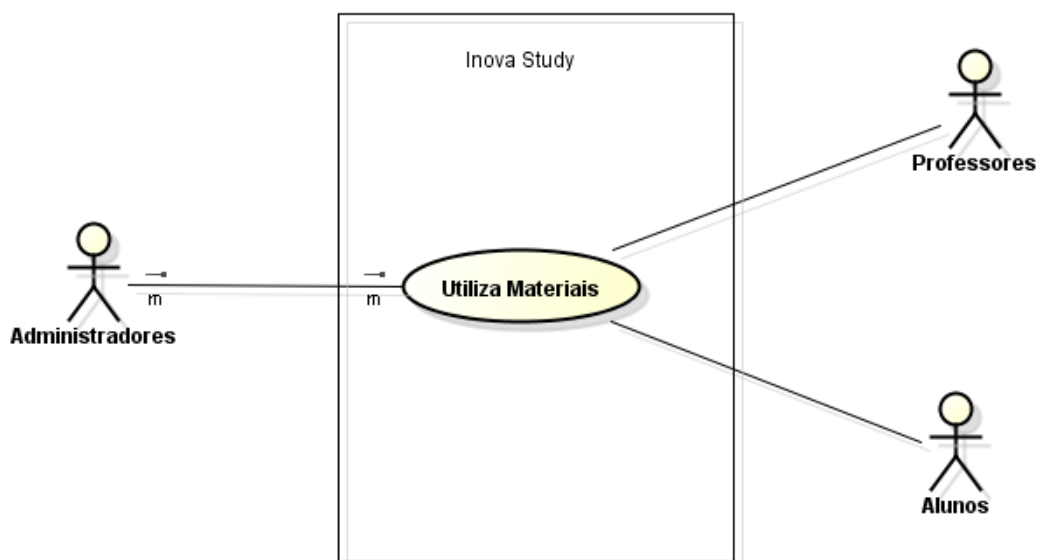 Inova Study
Professores
Utiliza Materiais
m
m
Administradores
Alunos